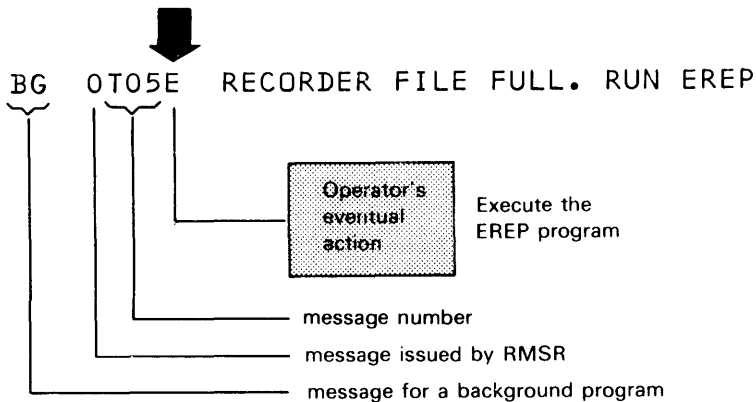 BG 0T05E RECORDER FILE FULL. RUN EREP
Operator's
eventual
action
Execute the
EREP program
message number
message issued by RMSR
message for a background program